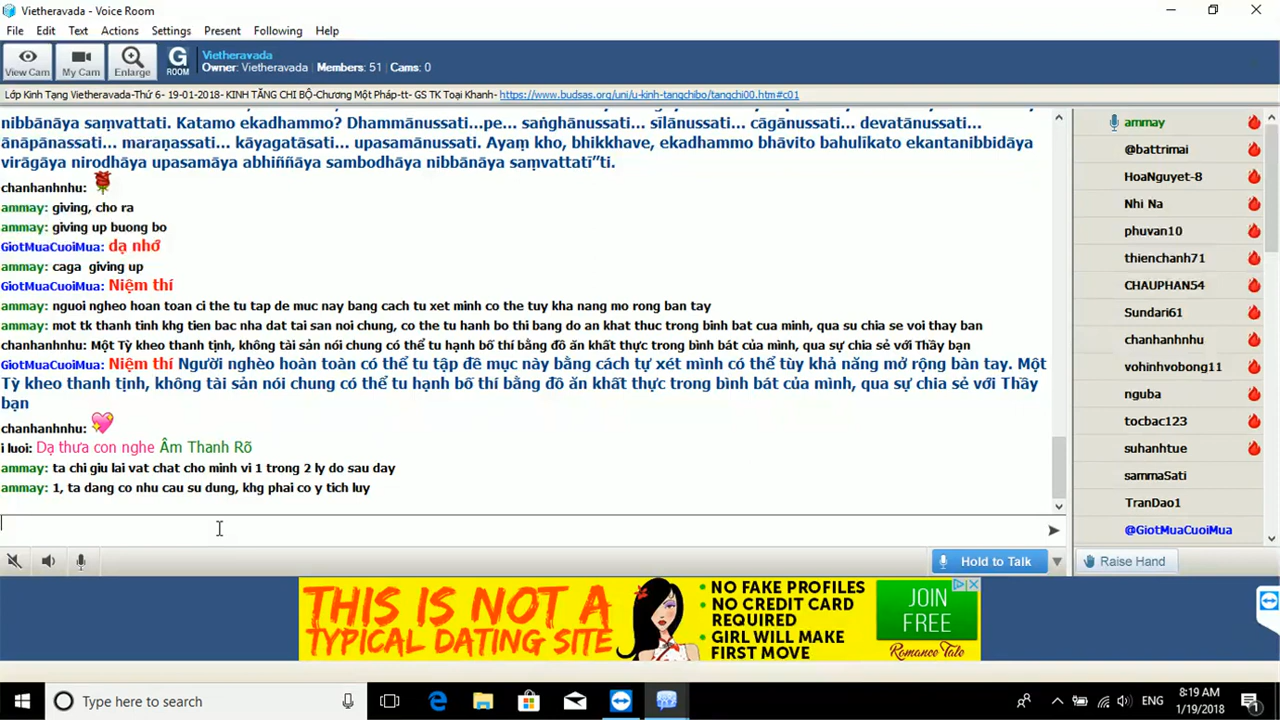 Vietheravada - Voice Room
File Edit Text Actions Settings Present Following Help
View Cam My Cam Enlarge G ROOM
Vietheravada
Owner: Vietheravada Members: 51 Cams: 0
Lớp Kinh Tạng Vietheravada-Thứ 6- 19-01-2018- KINH TĂNG CHI BỘ-Chương Một Pháp-tt- GS TK Toại Khanh- https://www.budsas.org/uni/u-kinh-tangchibo/tangchi00.htm#c01
nibbānāya saṃvattati. Katamo ekadhammo? Dhammānussati...pe... saṅghānussati... sīlānussati... cāgānussati... devatānussati...
ānāpānassati... maraṇassati... kāyagatāsati... upasamānussati. Ayaṃ kho, bhikkhave, ekadhammo bhāvito bahulīkato ekantanibbidāya
virāgāya nirodhāya upasamāya abhiññāya sambodhāya nibbānāya saṃvattatī”ti.
chanhanhnhu:
ammay: giving, cho ra
ammay: giving up buong bo
GiotMuaCuoiMua: dạ nhớ
ammay: caga giving up
GiotMuaCuoiMua: Niệm thí
ammay: nguoi ngheo hoan toan ci the tu tap de muc nay bang cach tu xet minh co the tuy kha nang mo rong ban tay
ammay: mot tk thanh tinh khg tien bac nha dat tai san noi chung, co the tu hanh bo thi bang do an khat thuc trong binh bat cua minh, qua su chia se voi thay ban
chanhanhnhu: Một Tỳ kheo thanh tịnh, không tài sản nói chung có thể tu hạnh bố thí bằng đồ ăn khất thực trong bình bát của mình, qua sự chia sẻ với Thầy bạn
GiotMuaCuoiMua: Niệm thí Người nghèo hoàn toàn có thể tu tập đề mục này bằng cách tự xét mình có thể tùy khả năng mở rộng bàn tay. Một
Tỳ kheo thanh tịnh, không tài sản nói chung có thể tu hạnh bố thí bằng đồ ăn khất thực trong bình bát của mình, qua sự chia sẻ với Thầy
bạn
chanhanhnhu:
i luoi: Dạ thưa con nghe Âm Thanh Rõ
ammay: ta chi giu lai vat chat cho minh vi 1 trong 2 ly do sau day
ammay: 1, ta dang co nhu cau su dung, khg phai co y tich luy
ammay
@battrimai
HoaNguyet-8
Nhi Na
phuvan10
thienchanh71
CHAUPHAN54
Sundari61
chanhanhnhu
vohinhvobong11
nguba
tocbac123
suhanhtue
sammaSati
TranDao1
@GiotMuaCuoiMua
Hold to Talk
Raise Hand
THIS IS NOT A
TYPICAL DATING SITE
• NO FAKE PROFILES
• NO CREDIT CARD
REQUIRED
• GIRL WILL MAKE
FIRST MOVE
JOIN
FREE
Romance Tale
Type here to search
ENG
8:19 AM
1/19/2018
1